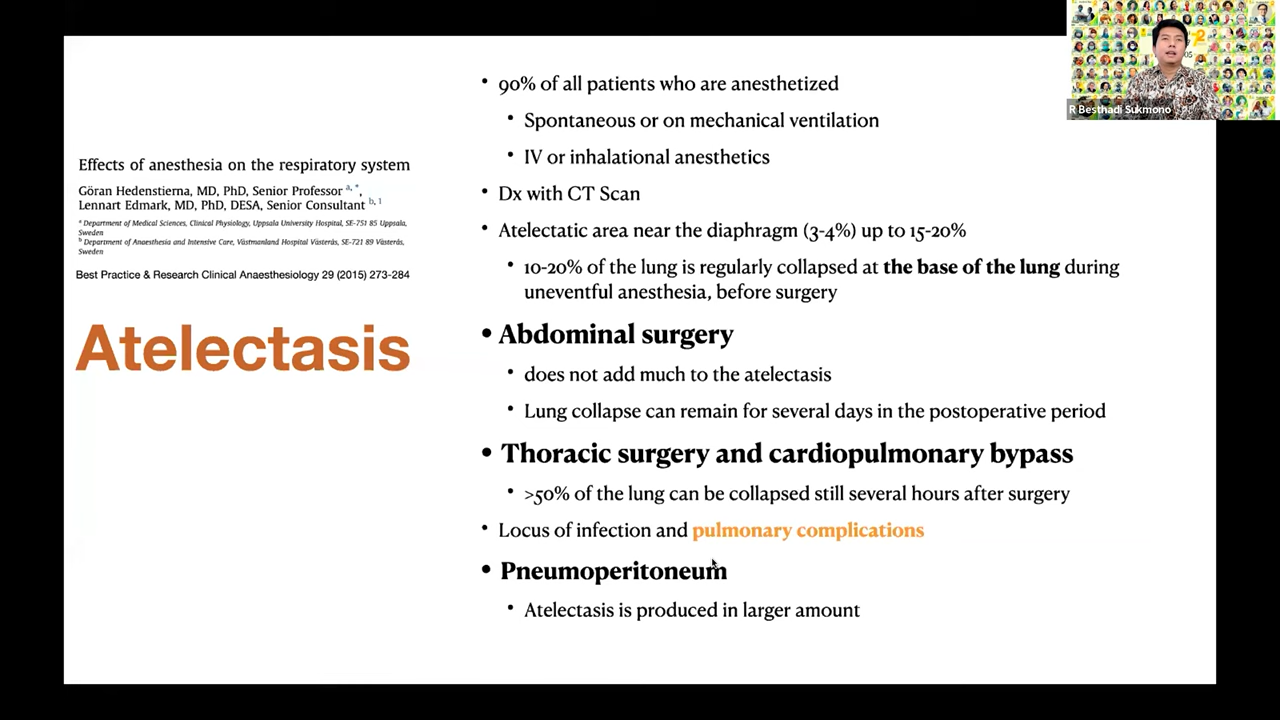 Effects of anesthesia on the respiratory system
Göran Hedenstierna, MD, PhD, Senior Professor a, *,
Lennart Edmark, MD, PhD, DESA, Senior Consultant b, 1
a Department of Medical Sciences, Clinical Physiology, Uppsala University Hospital, SE-751 85 Uppsala,
Sweden
b Department of Anaesthesia and Intensive Care, Västmanland Hospital Västerås, SE-721 89 Västerås,
Sweden
Best Practice & Research Clinical Anaesthesiology 29 (2015) 273-284
Atelectasis
• 90% of all patients who are anesthetized
• Spontaneous or on mechanical ventilation
• IV or inhalational anesthetics
• Dx with CT Scan
• Atelectatic area near the diaphragm (3-4%) up to 15-20%
• 10-20% of the lung is regularly collapsed at the base of the lung during
uneventful anesthesia, before surgery
• Abdominal surgery
• does not add much to the atelectasis
• Lung collapse can remain for several days in the postoperative period
• Thoracic surgery and cardiopulmonary bypass
• >50% of the lung can be collapsed still several hours after surgery
• Locus of infection and pulmonary complications
• Pneumoperitoneum
• Atelectasis is produced in larger amount
R Besthadi Sukmono